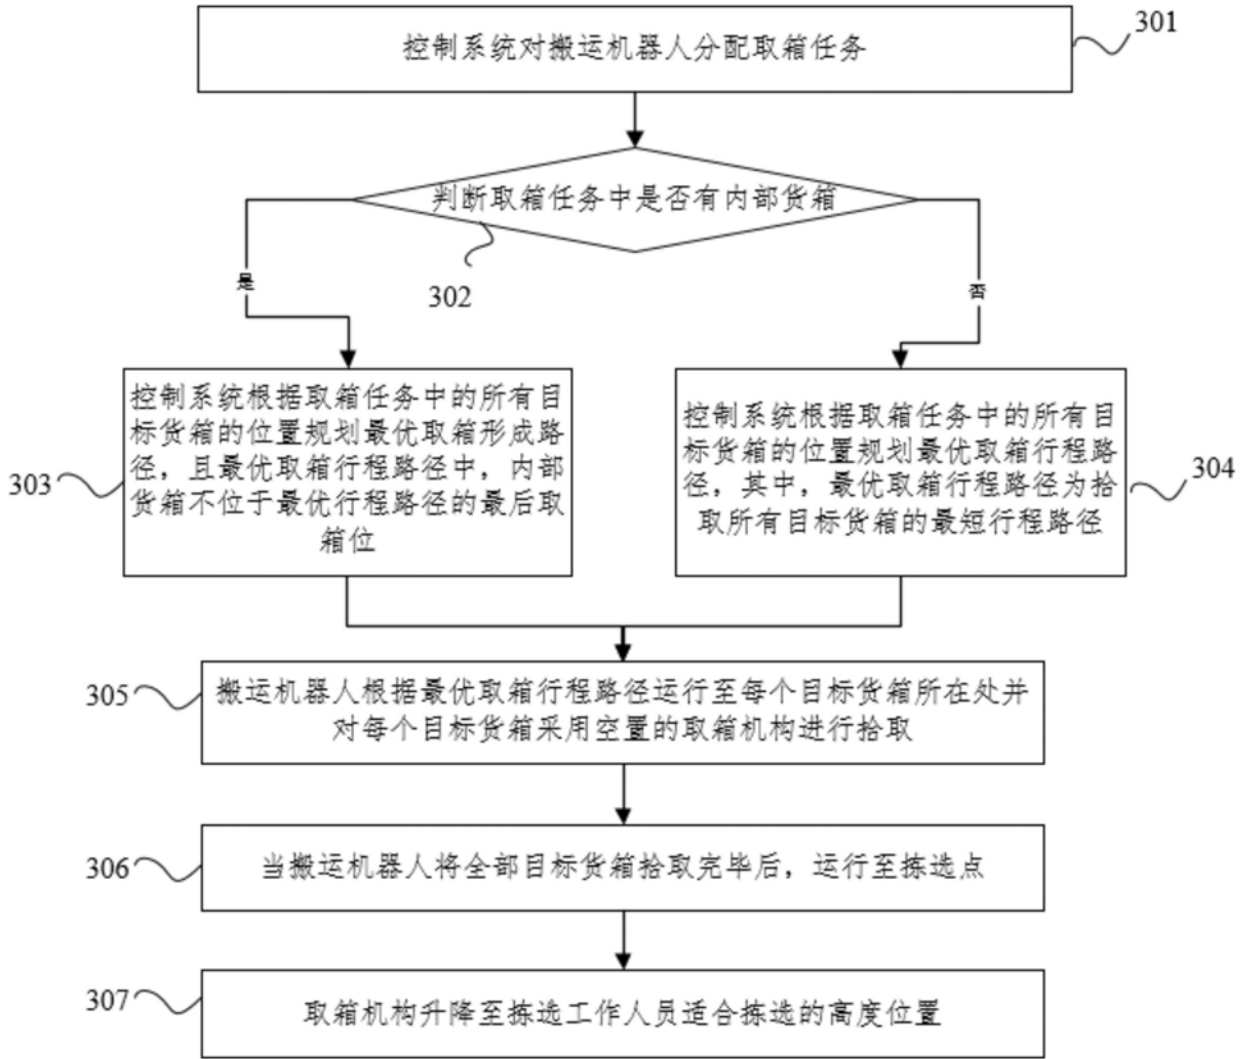 控制系统对搬运机器人分配取箱任务
301
判断取箱任务中是否有内部货箱
302
是
否
控制系统根据取箱任务中的所有目
标货箱的位置规划最优取箱形成路
径，且最优取箱行程路径中，内部
货箱不位于最优行程路径的最后取
箱位
303
控制系统根据取箱任务中的所有目
标货箱的位置规划最优取箱行程路
径，其中，最优取箱行程路径为拾
取所有目标货箱的最短行程路径
304
305
搬运机器人根据最优取箱行程路径运行至每个目标货箱所在处并
对每个目标货箱采用空置的取箱机构进行拾取
306
当搬运机器人将全部目标货箱拾取完毕后，运行至拣选点
307
取箱机构升降至拣选工作人员适合拣选的高度位置